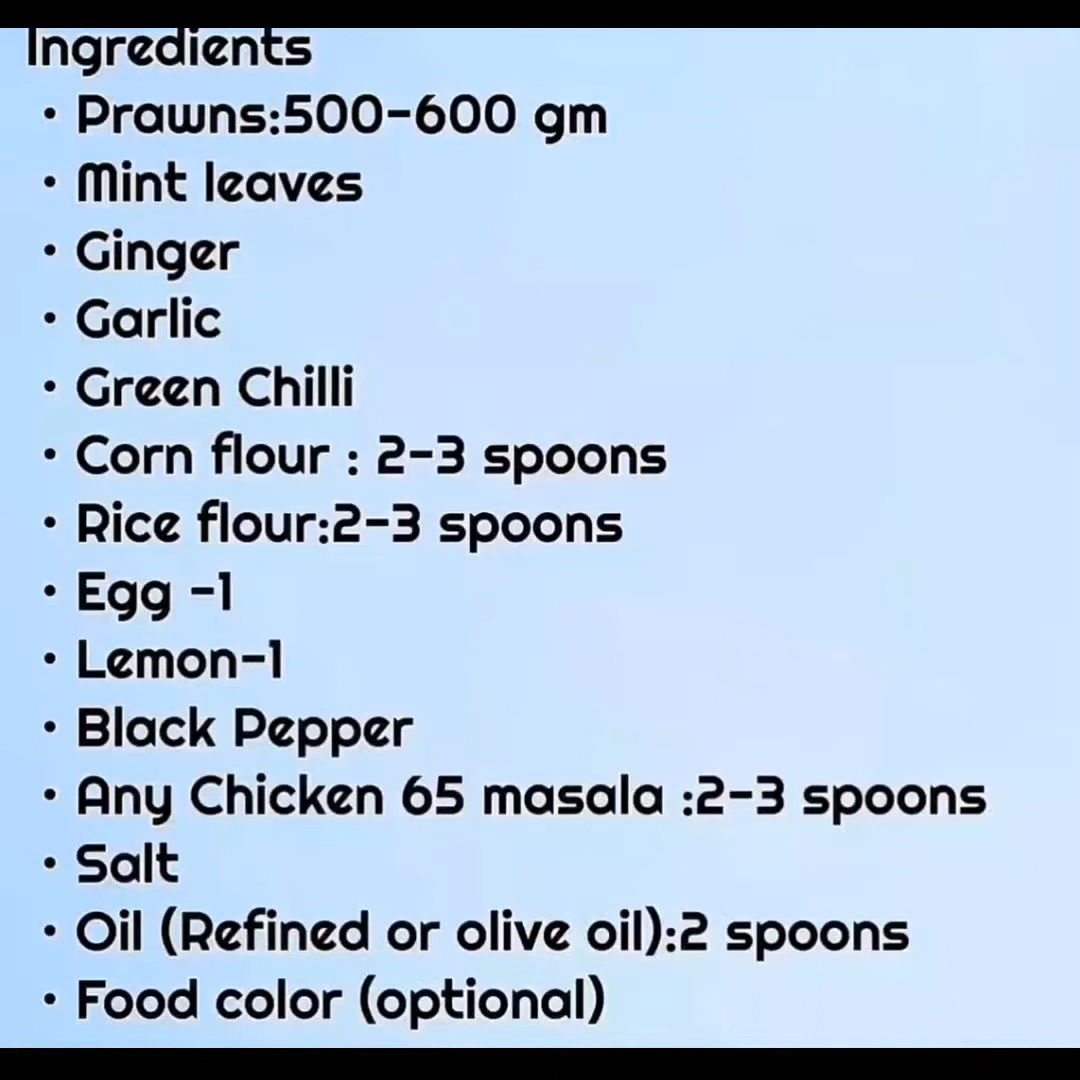 Ingredients
• Prawns:500-600 gm
• Mint leaves
• Ginger
• Garlic
• Green Chilli
• Corn flour : 2-3 spoons
• Rice flour:2-3 spoons
• Egg -1
• Lemon-1
• Black Pepper
• Any Chicken 65 masala :2-3 spoons
• Salt
• Oil (Refined or olive oil):2 spoons
• Food color (optional)